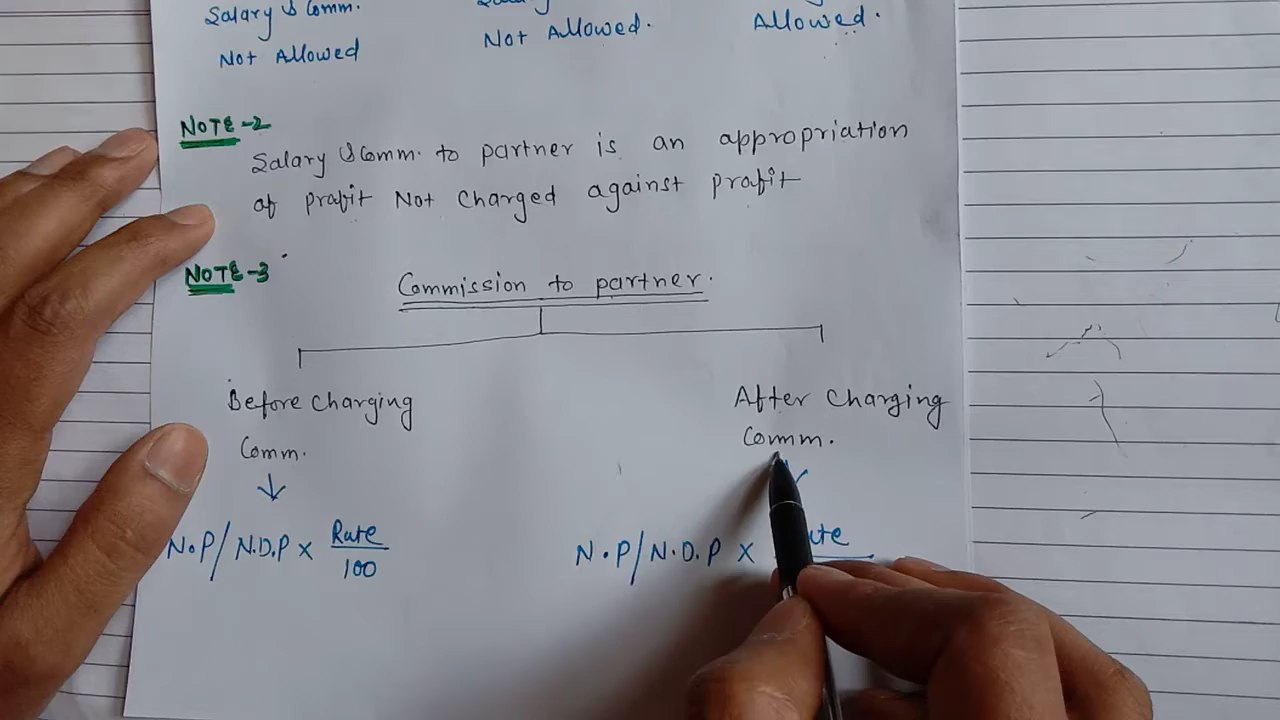 Salary & Comm.
Not Allowed
Not Allowed.
Allowed.
NOTE-2
Salary & Comm. to partner is an appropriation
of profit Not Charged against profit
NOTE-3
Commission to partner.
Before Charging
Comm.
After Charging
Comm.
N.P/N.D.P × Rate
100
N.P/N.D.P ×